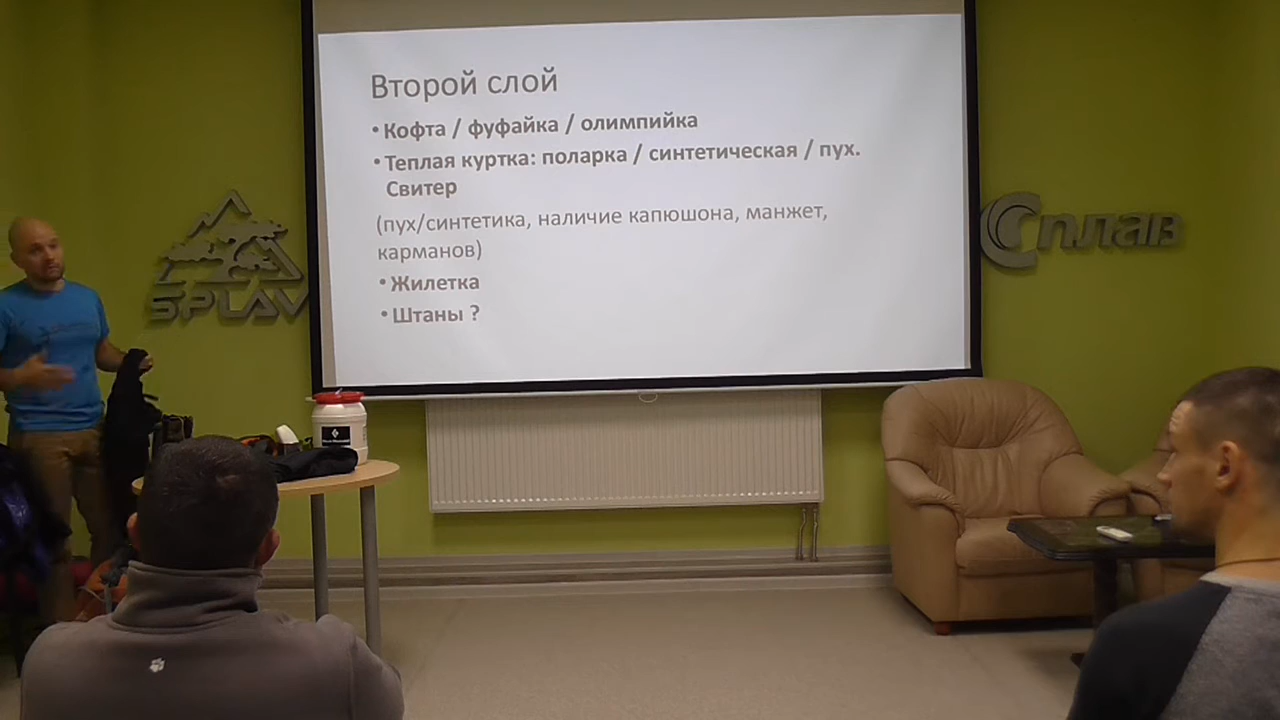 Второй слой
• Кофта / фуфайка / олимпийка
• Теплая куртка: поларка / синтетическая / пух.
Свитер
(пух/синтетика, наличие капюшона, манжет,
карманов)
• Жилетка
• Штаны ?
SPLAV
Сплав